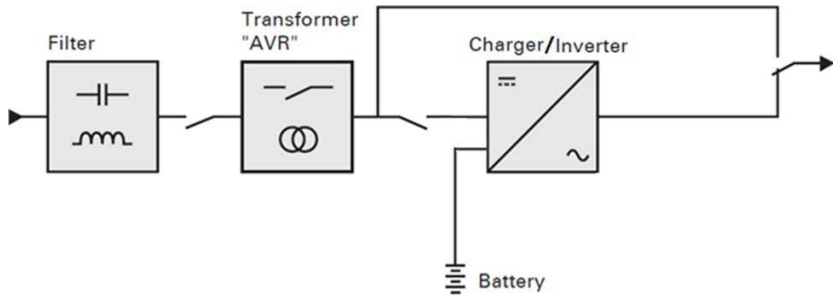 Filter
Transformer
"AVR"
Charger/Inverter
Battery